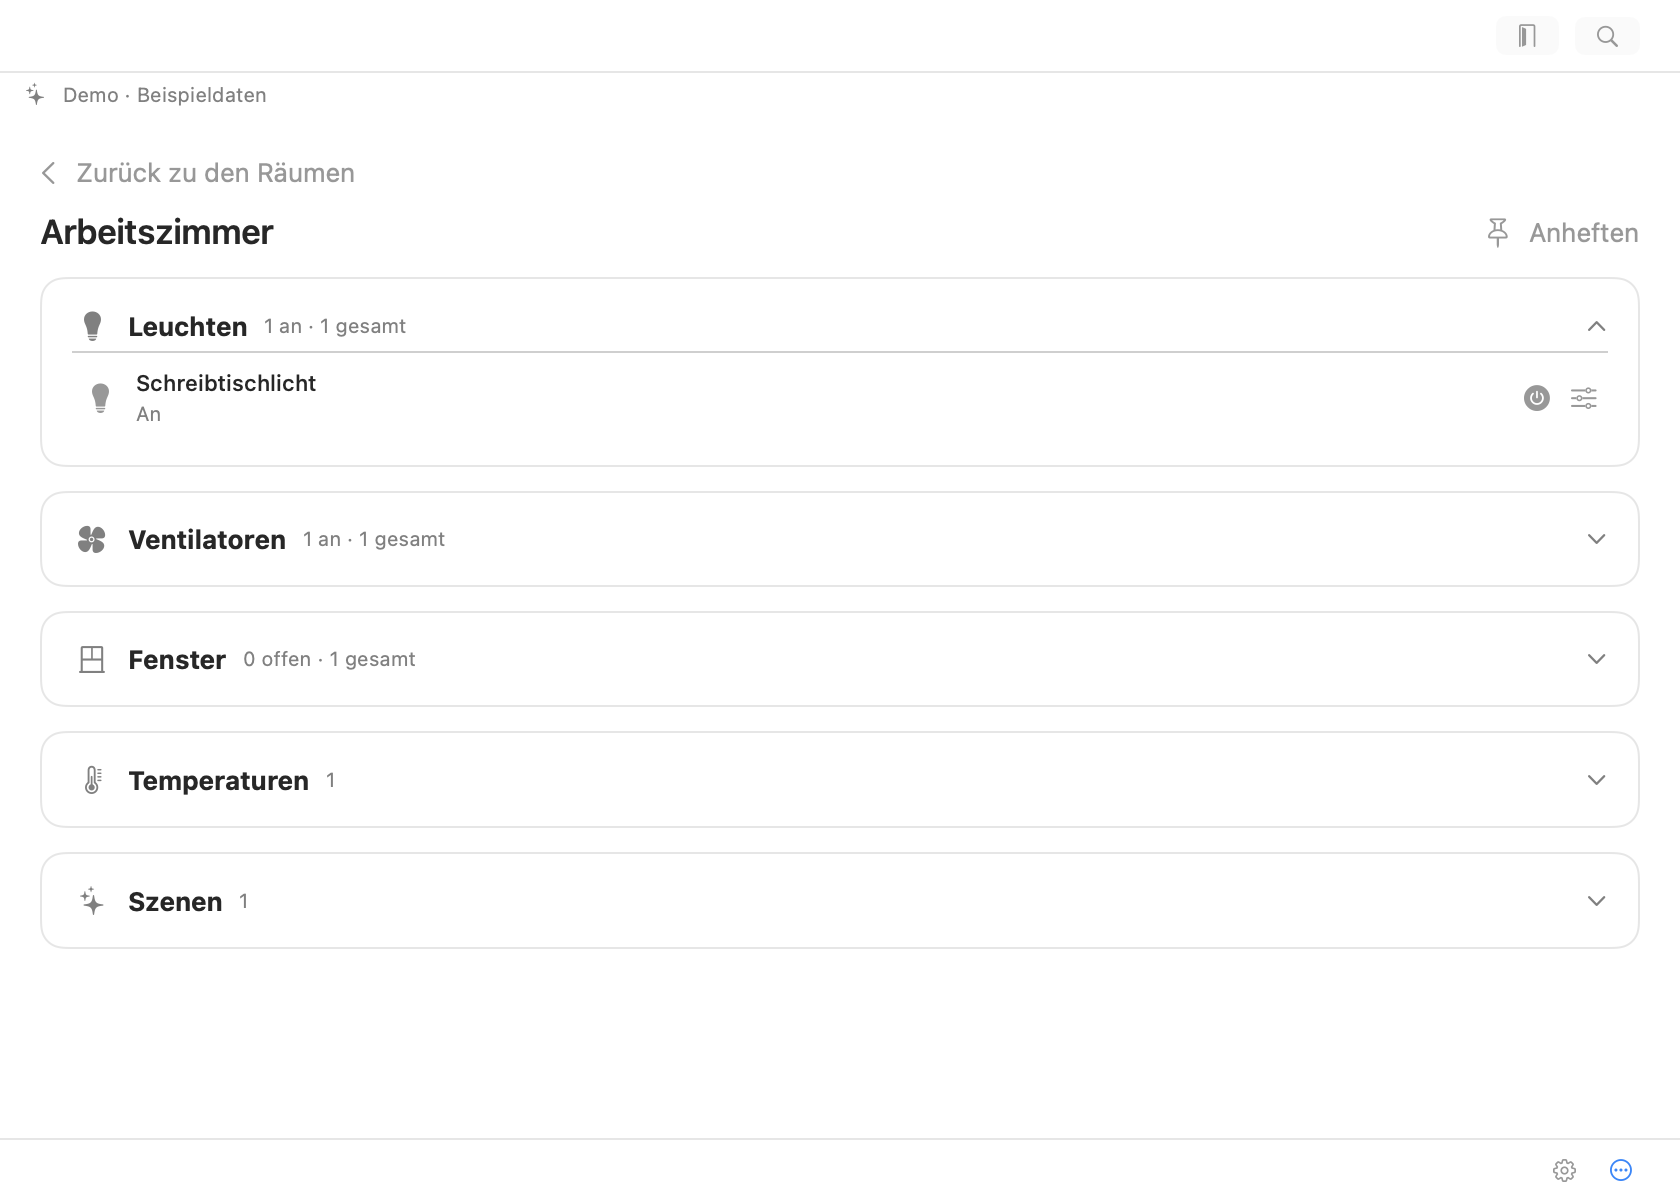 Demo · Beispieldaten
Zurück zu den Räumen
Arbeitszimmer
Anheften
Leuchten 1 an · 1 gesamt
Schreibtischlicht
An
Ventilatoren 1 an · 1 gesamt
Fenster 0 offen · 1 gesamt
Temperaturen 1
Szenen 1